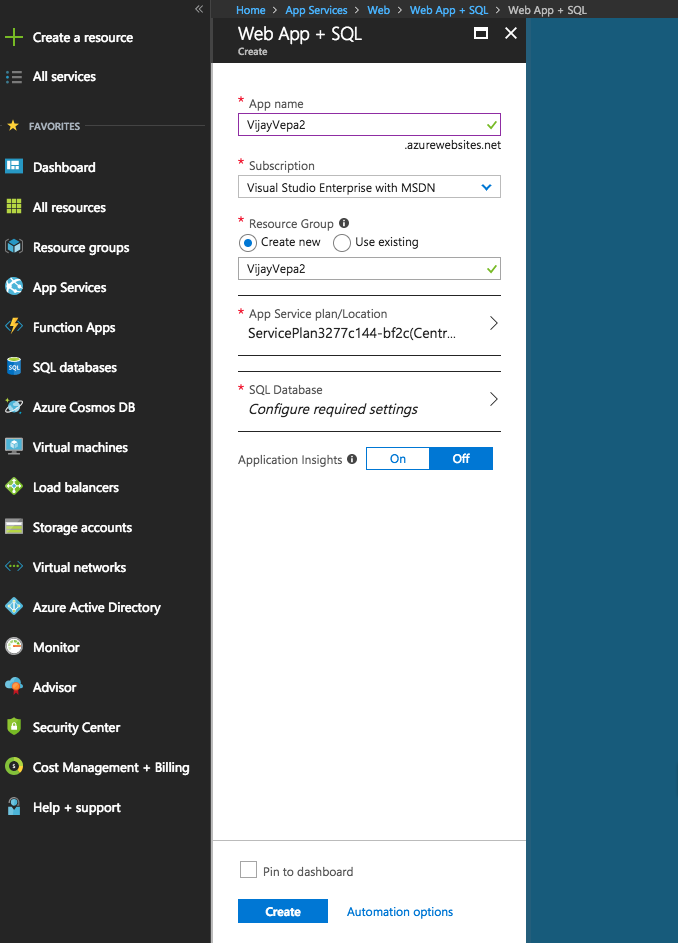 «
Create a resource
All services
FAVORITES
Dashboard
All resources
Resource groups
App Services
Function Apps
SQL databases
Azure Cosmos DB
Virtual machines
Load balancers
Storage accounts
Virtual networks
Azure Active Directory
Monitor
Advisor
Security Center
Cost Management + Billing
Help + support
Home > App Services > Web > Web App + SQL > Web App + SQL
Web App + SQL
Create
* App name
VijayVepa2
.azurewebsites.net
* Subscription
Visual Studio Enterprise with MSDN
* Resource Group
Create new Use existing
VijayVepa2
* App Service plan/Location
ServicePlan3277c144-bf2c(Centr...
* SQL Database
Configure required settings
Application Insights On Off
Pin to dashboard
Create Automation options